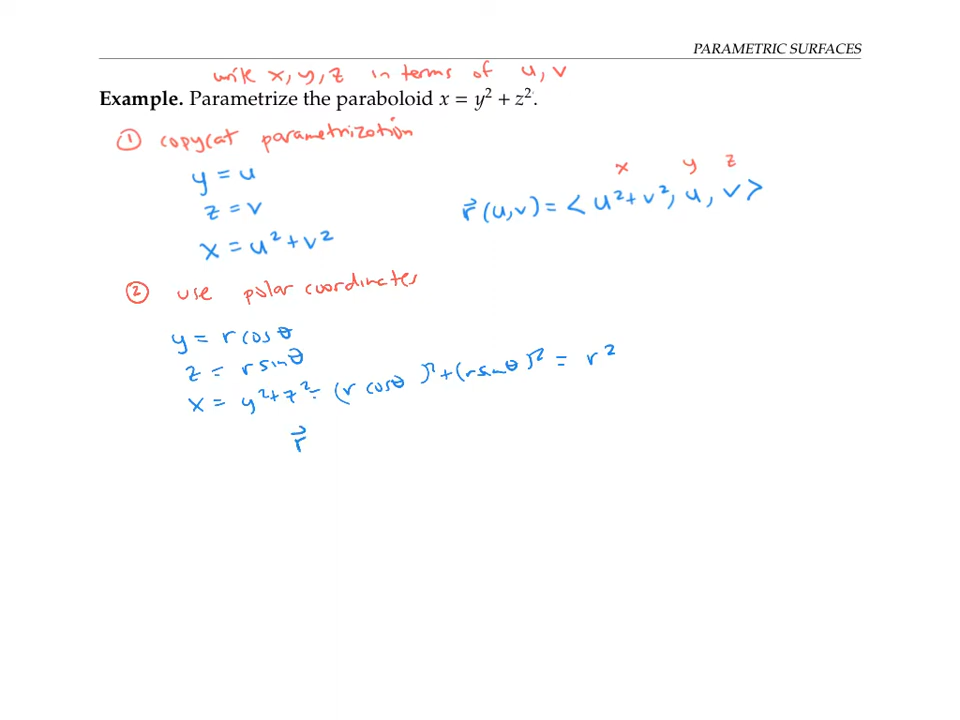 PARAMETRIC SURFACES
write x, y, z in terms of u, v
Example. Parametrize the paraboloid x = y² + z².
① copycat parametrization
y = u
z = v
x = u² + v²
x y z
r⃗(u,v) = < u² + v², u, v >
② use polar coordinates
y = r cos θ
z = r sin θ
x = y² + z² = (r cos θ)² + (r sin θ)² = r²
r⃗